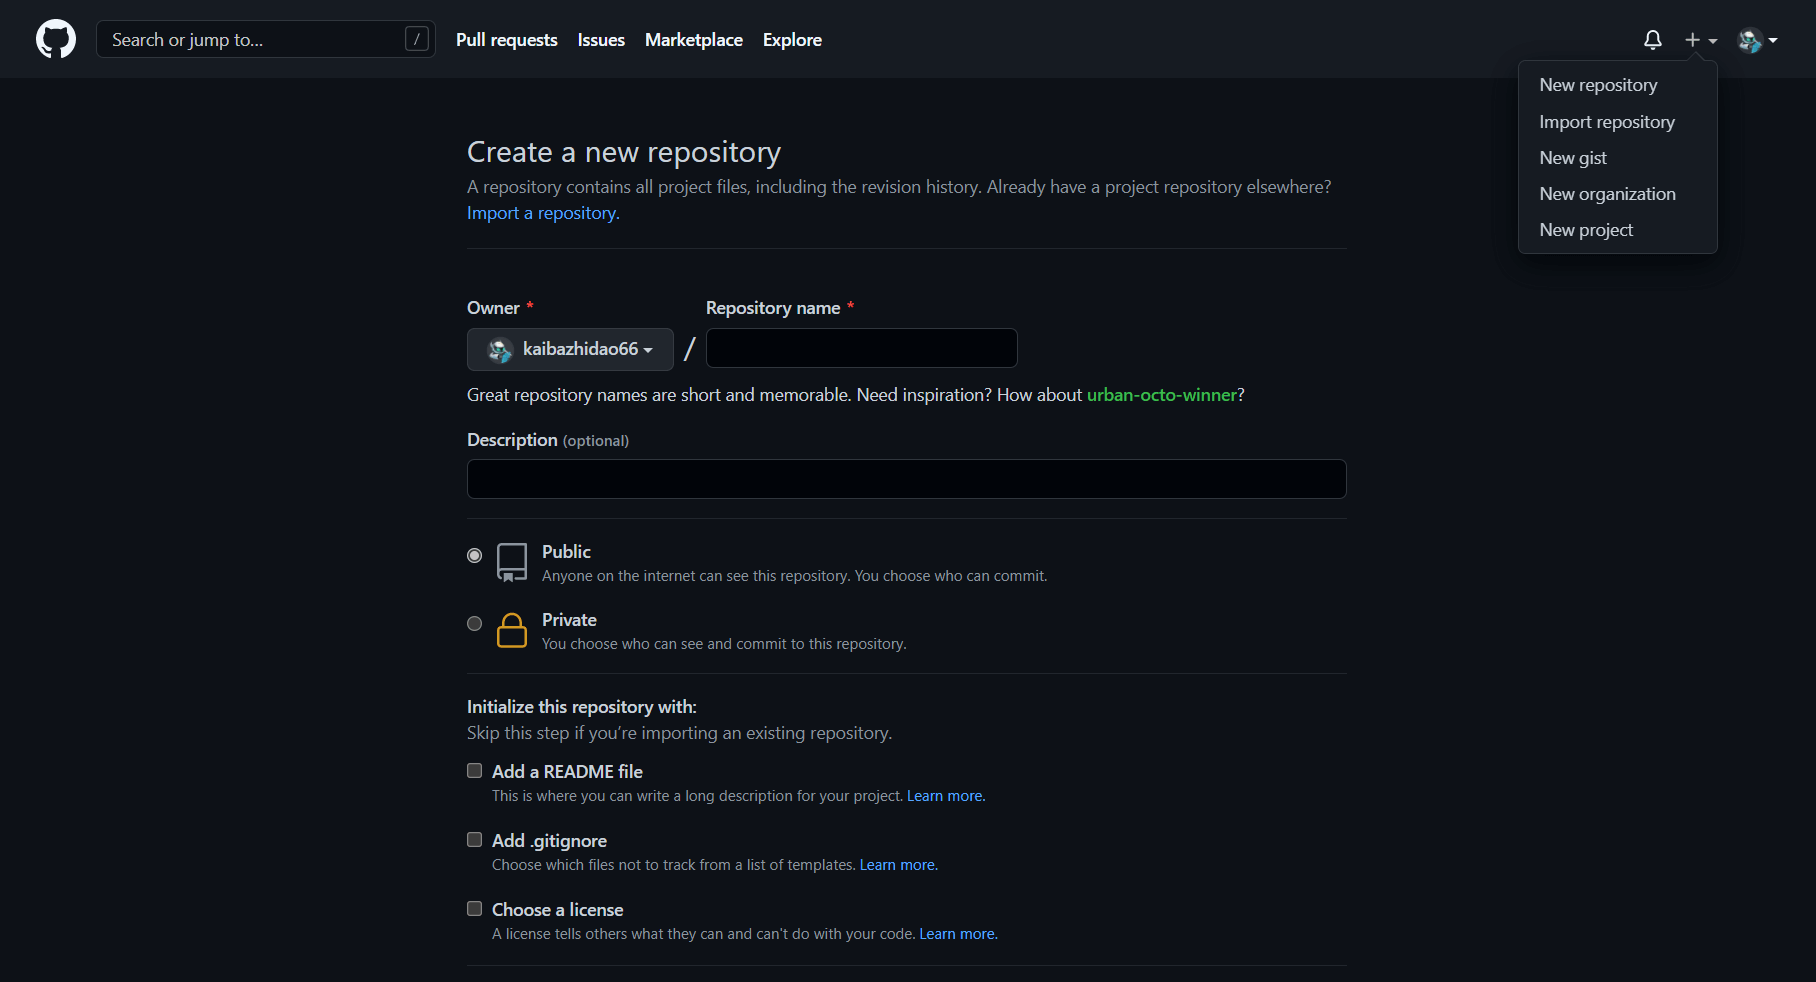 Search or jump to...
/
Pull requests
Issues
Marketplace
Explore
New repository
Import repository
New gist
New organization
New project
Create a new repository
A repository contains all project files, including the revision history. Already have a project repository elsewhere?
Import a repository.
Owner *
Repository name *
kaibazhidao66
/
Great repository names are short and memorable. Need inspiration? How about urban-octo-winner?
Description (optional)
Public
Anyone on the internet can see this repository. You choose who can commit.
Private
You choose who can see and commit to this repository.
Initialize this repository with:
Skip this step if you're importing an existing repository.
Add a README file
This is where you can write a long description for your project. Learn more.
Add .gitignore
Choose which files not to track from a list of templates. Learn more.
Choose a license
A license tells others what they can and can't do with your code. Learn more.